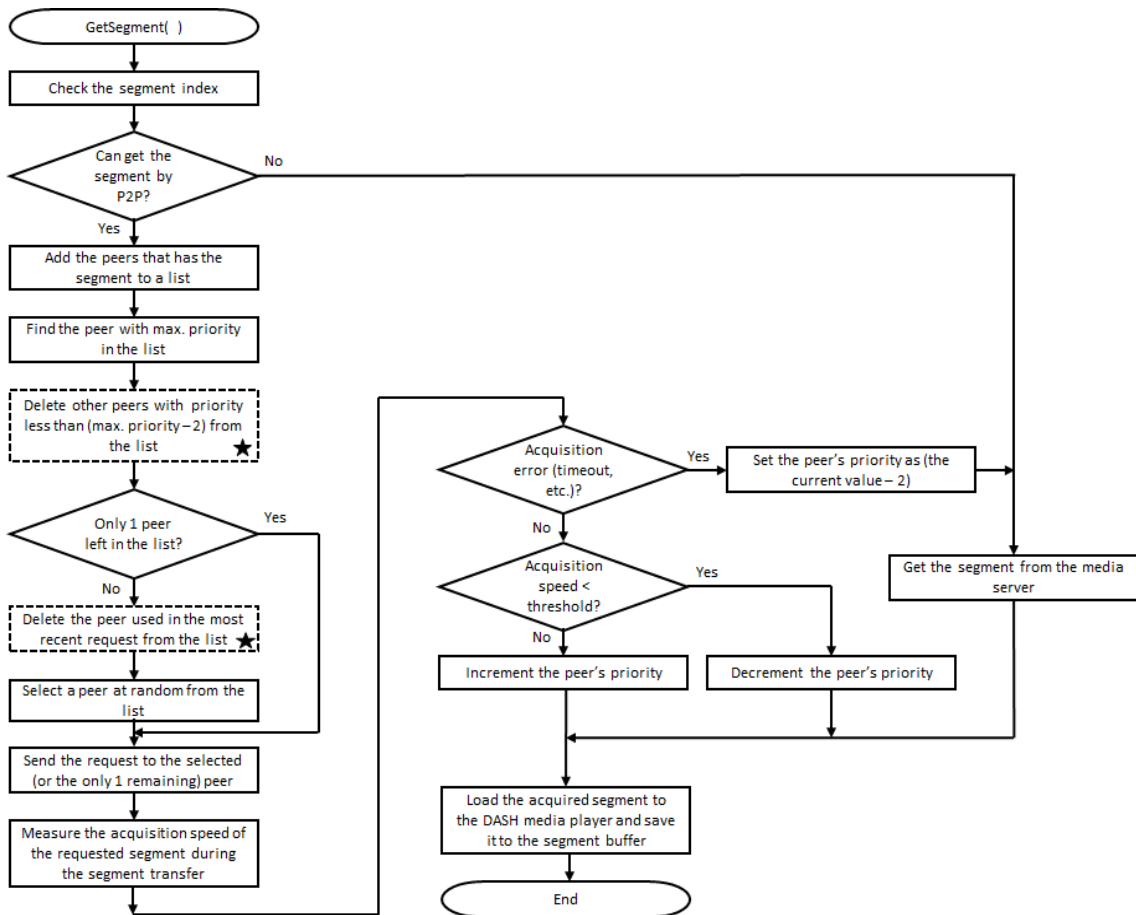 GetSegment( )
Check the segment index
Can get the
segment by
P2P?
No
Yes
Add the peers that has the
segment to a list
Find the peer with max. priority
in the list
Delete other peers with priority
less than (max. priority – 2) from
the list
Only 1 peer
left in the list?
Yes
No
Delete the peer used in the most
recent request from the list
Select a peer at random from the
list
Send the request to the selected
(or the only 1 remaining) peer
Measure the acquisition speed of
the requested segment during
the segment transfer
Acquisition
error (timeout,
etc.)?
Yes
Set the peer's priority as (the
current value – 2)
No
Acquisition
speed <
threshold?
Yes
No
Get the segment from the media
server
Increment the peer's priority
Decrement the peer's priority
Load the acquired segment to
the DASH media player and save
it to the segment buffer
End